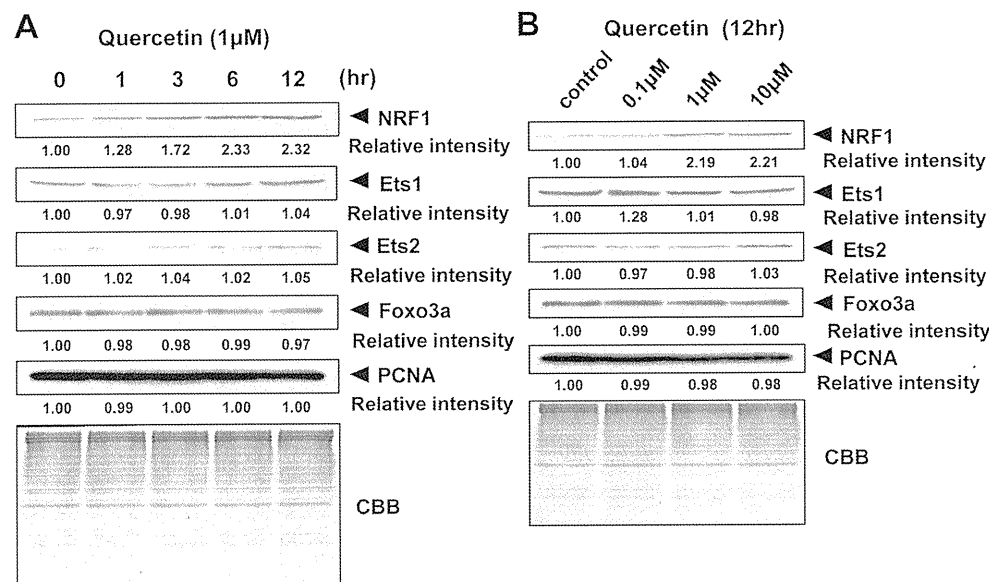 A
Quercetin (1µM)
0 1 3 6 12 (hr)
NRF1
1.00 1.28 1.72 2.33 2.32 Relative intensity
Ets1
1.00 0.97 0.98 1.01 1.04 Relative intensity
Ets2
1.00 1.02 1.04 1.02 1.05 Relative intensity
Foxo3a
1.00 0.98 0.98 0.99 0.97 Relative intensity
PCNA
1.00 0.99 1.00 1.00 1.00 Relative intensity
CBB
B
Quercetin (12hr)
control 0.1µM 1µM 10µM
NRF1
1.00 1.04 2.19 2.21 Relative intensity
Ets1
1.00 1.28 1.01 0.98 Relative intensity
Ets2
1.00 0.97 0.98 1.03 Relative intensity
Foxo3a
1.00 0.99 0.99 1.00 Relative intensity
PCNA
1.00 0.99 0.98 0.98 Relative intensity
CBB